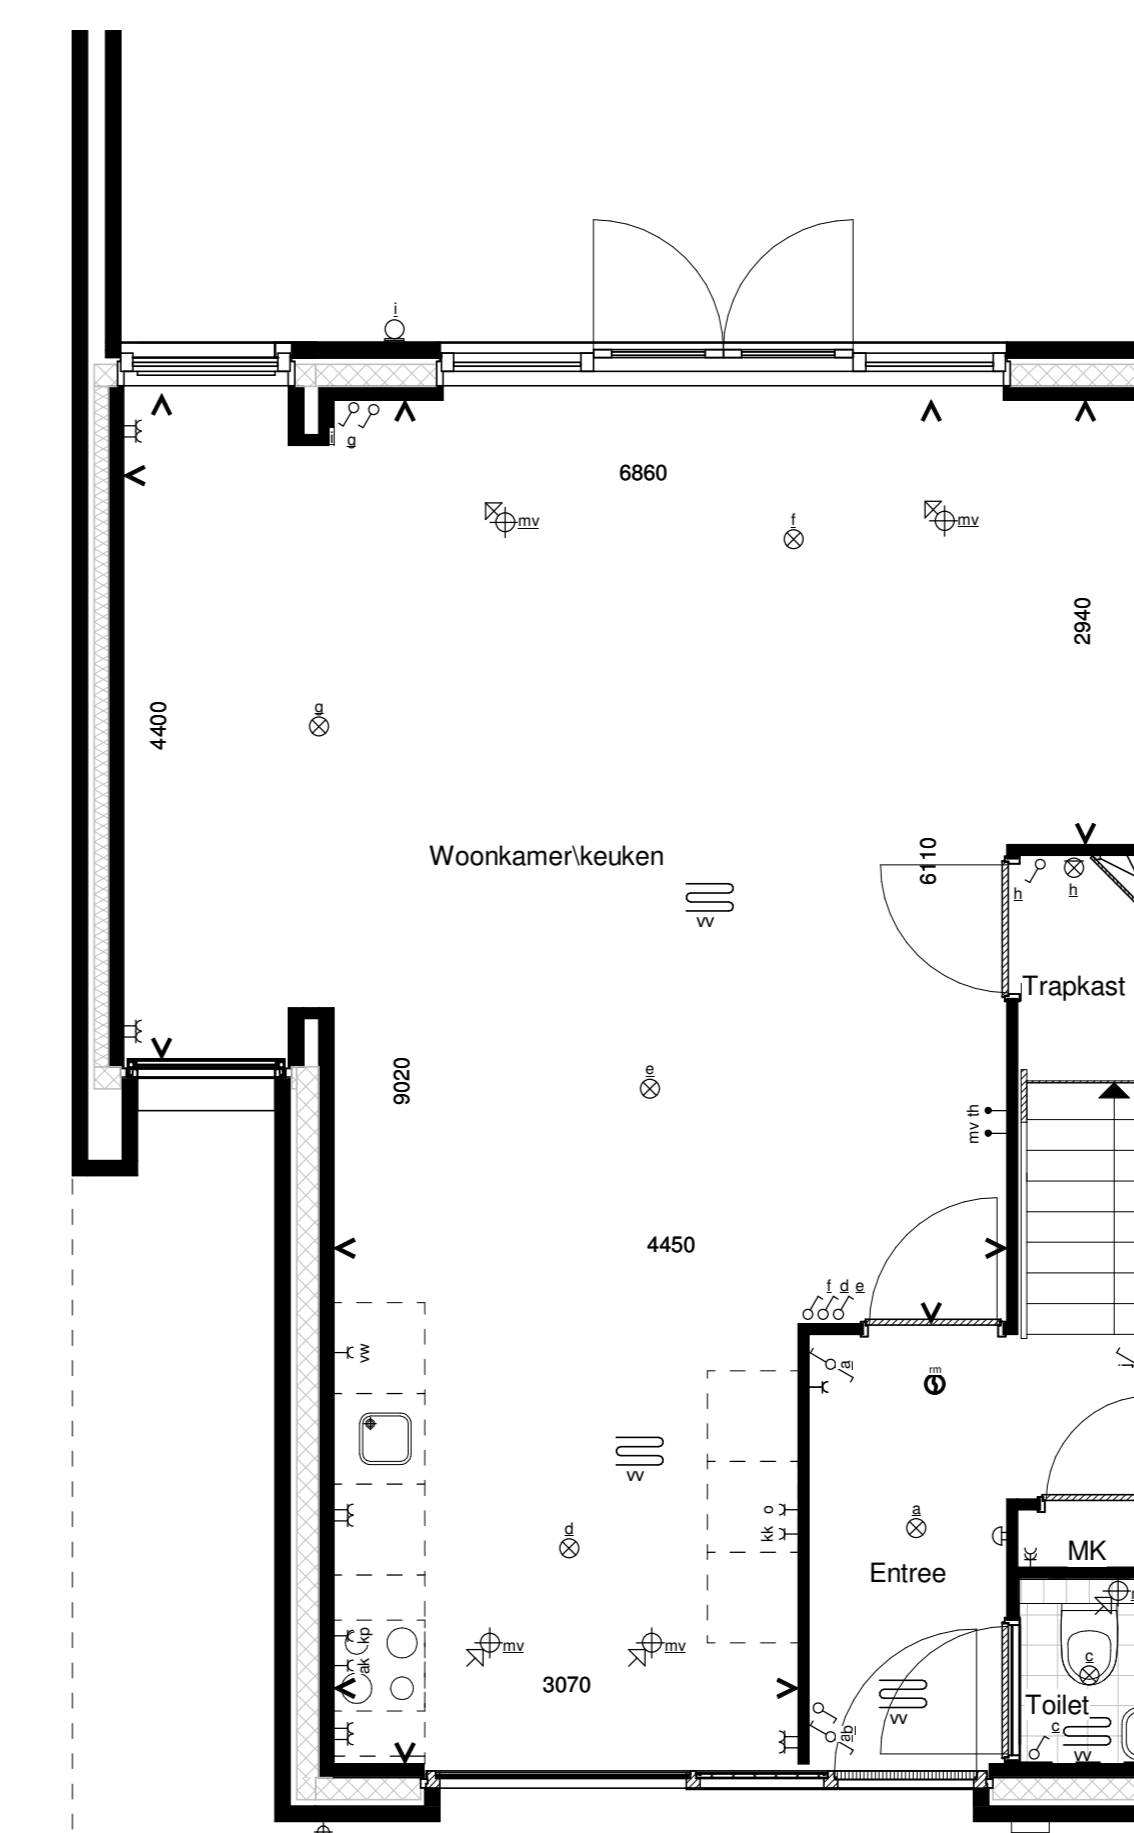 i
i g
6860
mv
f
mv
2940
4400
g
Woonkamer\keuken
6110
vv
h
h
Trapkast
9020
e
mv th
4450
f d e
vw
a
rm
j
vv
o
kk
d
a
MK
Entree
kp
ak
mv
mv
3070
c
Toilet
vv
ab
c
vv